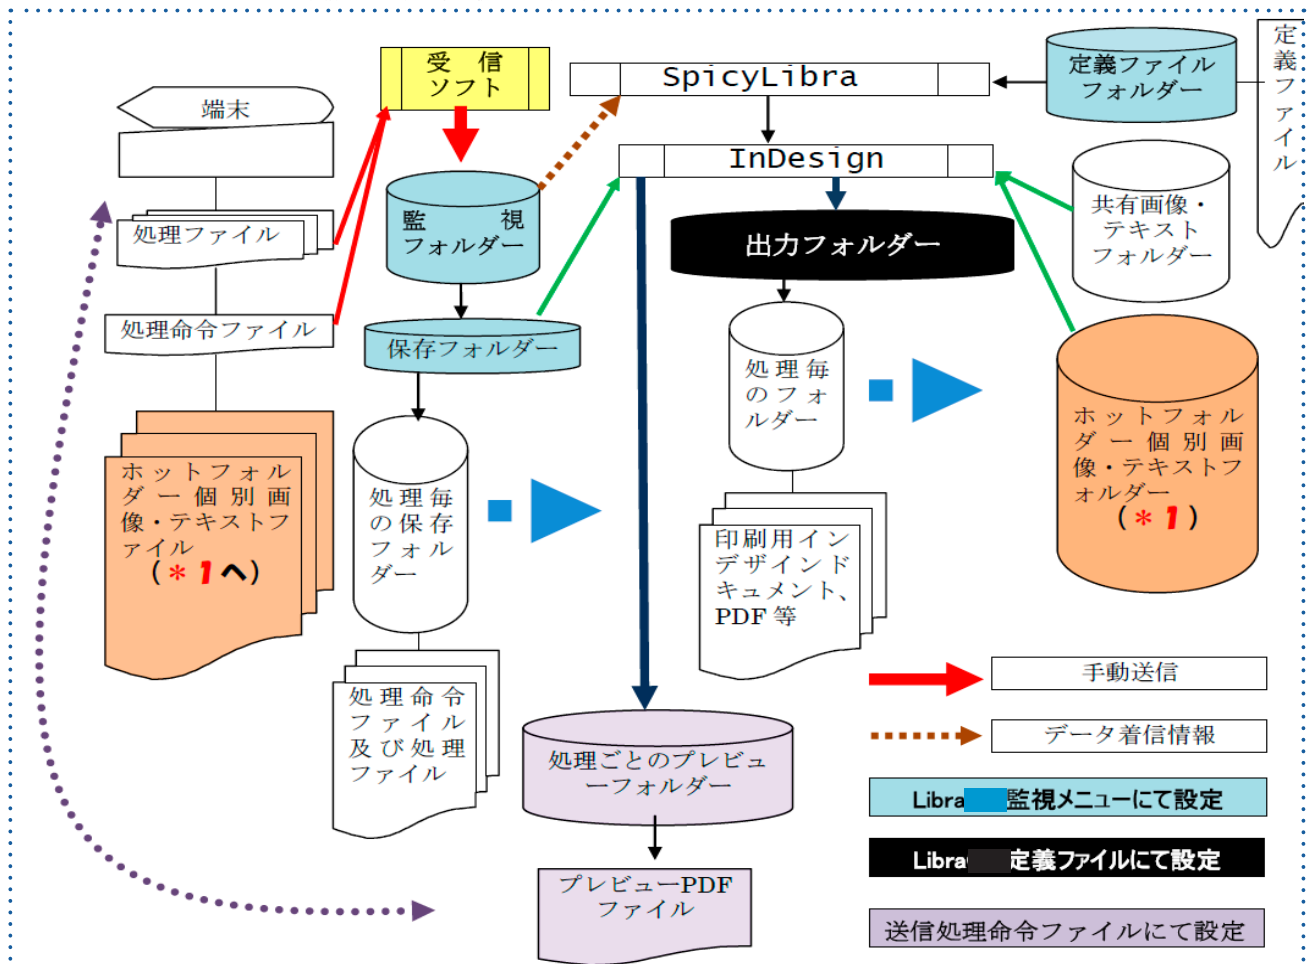 受信
ソフト
SpicyLibra
定義ファイル
フォルダー
定義ファイル
端末
InDesign
監視
フォルダー
共有画像・
テキスト
フォルダー
処理ファイル
出力フォルダー
処理命令ファイル
保存フォルダー
処理毎
のフォ
ルダー
ホットフォル
ダー個別画
像・テキストフ
ォルダー
(＊1)
ホットフォル
ダー個別画
像・テキストフ
ァイル
(＊1へ)
処理毎
の保存
フォル
ダー
印刷用イン
デザインド
キュメント、
PDF 等
処理命令
ファイル
及び処理
ファイル
処理ごとのプレビュ
ーフォルダー
プレビューPDF
ファイル
手動送信
データ着信情報
Libra 監視メニューにて設定
Libra 定義ファイルにて設定
送信処理命令ファイルにて設定